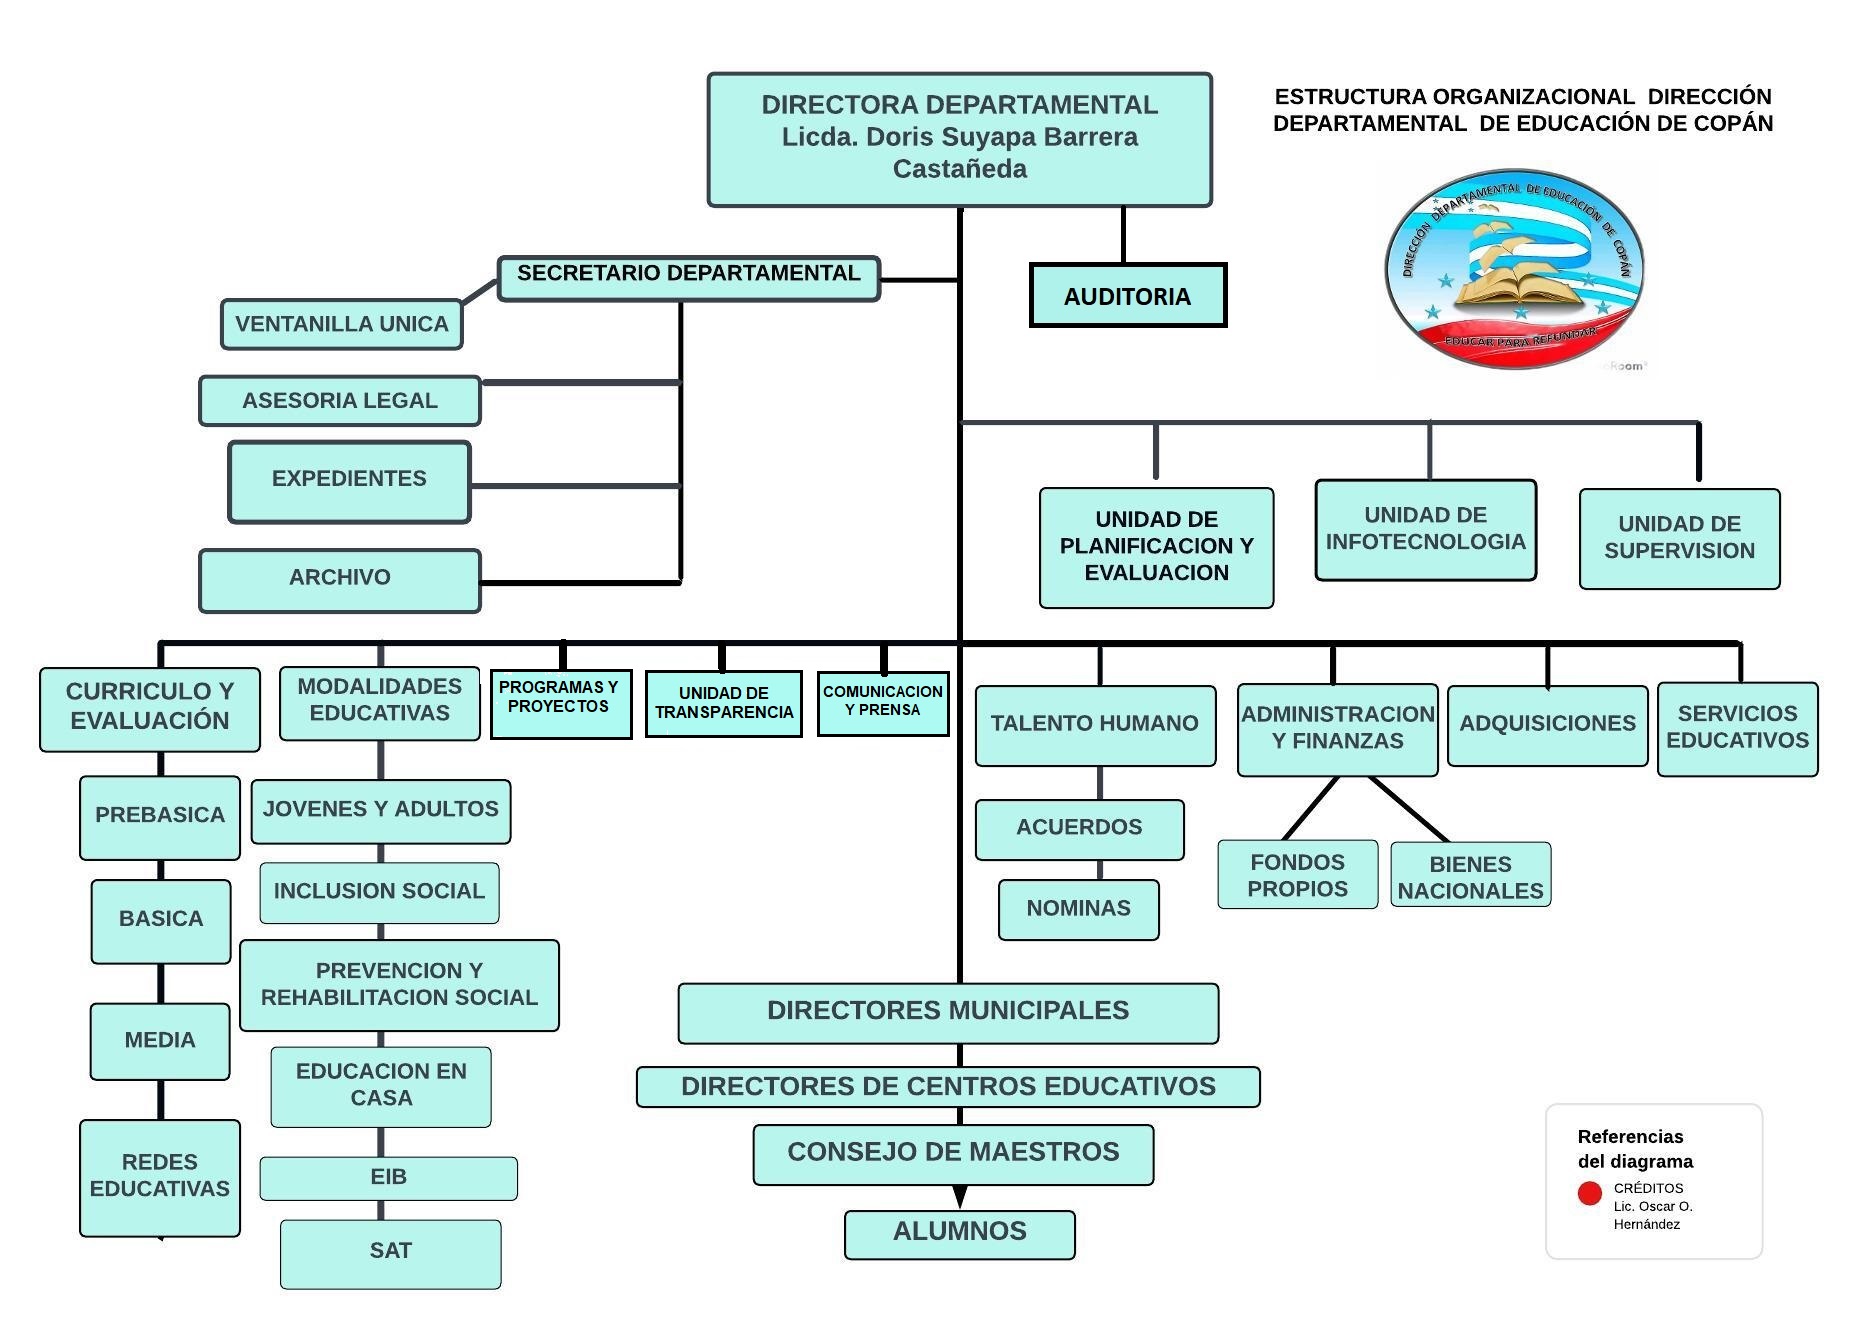 DIRECTORA DEPARTAMENTAL
Licda. Doris Suyapa Barrera
Castañeda
ESTRUCTURA ORGANIZACIONAL DIRECCIÓN
DEPARTAMENTAL DE EDUCACIÓN DE COPÁN
DIRECCIÓN DEPARTAMENTAL DE EDUCACIÓN DE COPÁN
EDUCAR PARA REFUNDAR
SECRETARIO DEPARTAMENTAL
AUDITORIA
VENTANILLA UNICA
ASESORIA LEGAL
EXPEDIENTES
ARCHIVO
UNIDAD DE
PLANIFICACION Y
EVALUACION
UNIDAD DE
INFOTECNOLOGIA
UNIDAD DE
SUPERVISION
CURRICULO Y
EVALUACIÓN
MODALIDADES
EDUCATIVAS
PROGRAMAS Y
PROYECTOS
UNIDAD DE
TRANSPARENCIA
COMUNICACION
Y PRENSA
TALENTO HUMANO
ADMINISTRACION
Y FINANZAS
ADQUISICIONES
SERVICIOS
EDUCATIVOS
PREBASICA
BASICA
MEDIA
REDES
EDUCATIVAS
JOVENES Y ADULTOS
INCLUSION SOCIAL
PREVENCION Y
REHABILITACION SOCIAL
EDUCACION EN
CASA
EIB
SAT
ACUERDOS
NOMINAS
FONDOS
PROPIOS
BIENES
NACIONALES
DIRECTORES MUNICIPALES
DIRECTORES DE CENTROS EDUCATIVOS
CONSEJO DE MAESTROS
ALUMNOS
Referencias
del diagrama
CRÉDITOS
Lic. Oscar O.
Hernández